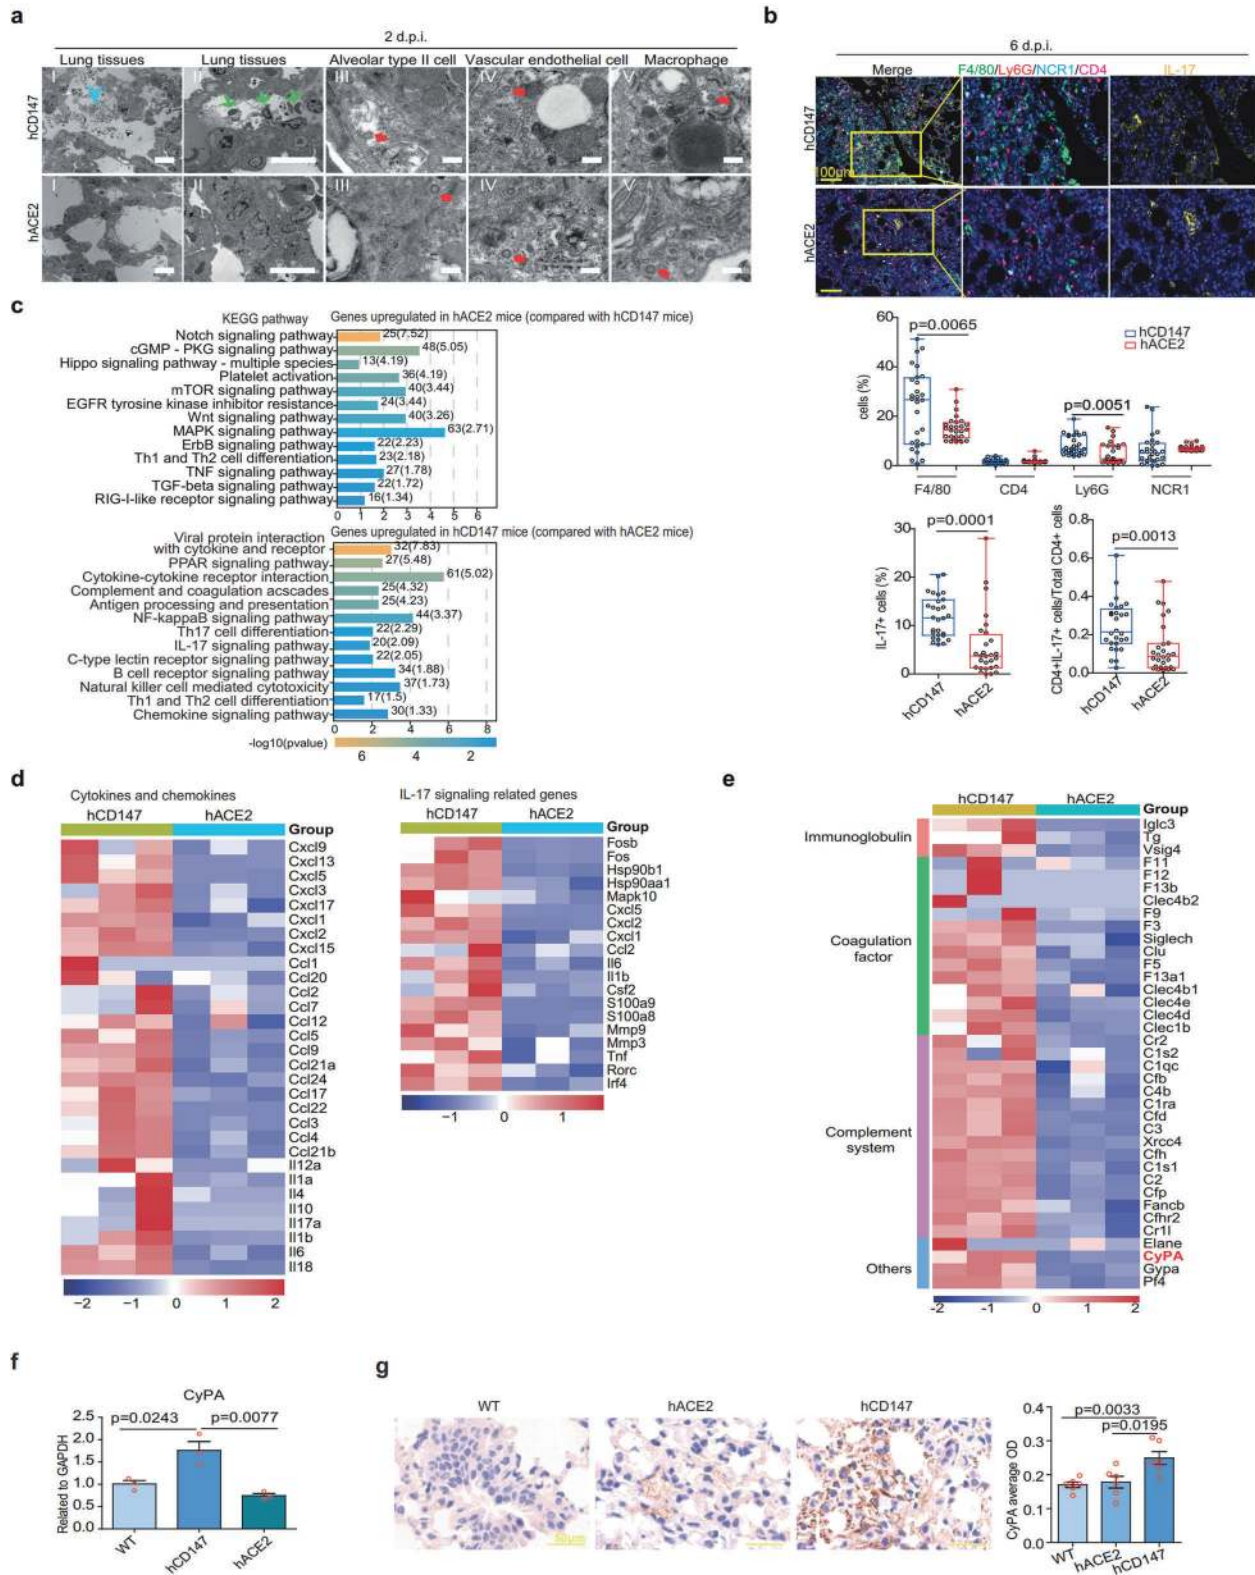 a
2 d.p.i.
Lung tissues Lung tissues Alveolar type II cell Vascular endothelial cell Macrophage
hCD147
I II III IV V
hACE2
I II III IV V
b
6 d.p.i.
Merge F4/80/Ly6G/NCR1/CD4 IL-17
hCD147
100um
hACE2
cells (%)
60
40
20
0
p=0.0065
p=0.0051
hCD147
hACE2
F4/80 CD4 Ly6G NCR1
IL-17+ cells (%)
30
20
10
0
p=0.0001
hCD147 hACE2
CD4+IL-17+ cells/Total CD4+ cells
0.8
0.6
0.4
0.2
0.0
p=0.0013
hCD147 hACE2
c
KEGG pathway Genes upregulated in hACE2 mice (compared with hCD147 mice)
Notch signaling pathway 25(7.52)
cGMP - PKG signaling pathway 48(5.05)
Hippo signaling pathway - multiple species 13(4.19)
Platelet activation 36(4.19)
mTOR signaling pathway 40(3.44)
EGFR tyrosine kinase inhibitor resistance 24(3.44)
Wnt signaling pathway 40(3.26)
MAPK signaling pathway 63(2.71)
ErbB signaling pathway 22(2.23)
Th1 and Th2 cell differentiation 23(2.18)
TNF signaling pathway 27(1.78)
TGF-beta signaling pathway 22(1.72)
RIG-I-like receptor signaling pathway 16(1.34)
0 1 2 3 4 5 6
Genes upregulated in hCD147 mice (compared with hACE2 mice)
Viral protein interaction
with cytokine and receptor 32(7.83)
PPAR signaling pathway 27(5.48)
Cytokine-cytokine receptor interaction 61(5.02)
Complement and coagulation acscades 25(4.32)
Antigen processing and presentation 25(4.23)
NF-kappaB signaling pathway 44(3.37)
Th17 cell differentiation 22(2.29)
IL-17 signaling pathway 20(2.09)
C-type lectin receptor signaling pathway 22(2.05)
B cell receptor signaling pathway 34(1.88)
Natural killer cell mediated cytotoxicity 37(1.73)
Th1 and Th2 cell differentiation 17(1.5)
Chemokine signaling pathway 30(1.33)
0 2 4 6 8
-log10(pvalue)
6 4 2
d
Cytokines and chemokines
hCD147 hACE2
Group
Cxcl9
Cxcl13
Cxcl5
Cxcl3
Cxcl17
Cxcl1
Cxcl2
Cxcl15
Ccl1
Ccl20
Ccl2
Ccl7
Ccl12
Ccl5
Ccl9
Ccl21a
Ccl24
Ccl17
Ccl22
Ccl3
Ccl4
Ccl21b
Il12a
Il1a
Il4
Il10
Il17a
Il1b
Il6
Il18
−2 −1 0 1 2
IL-17 signaling related genes
hCD147 hACE2
Group
Fosb
Fos
Hsp90b1
Hsp90aa1
Mapk10
Cxcl5
Cxcl2
Cxcl1
Ccl2
Il6
Il1b
Csf2
S100a9
S100a8
Mmp9
Mmp3
Tnf
Rorc
Irf4
−1 0 1
e
hCD147 hACE2
Group
Immunoglobulin
Iglc3
Tg
Vsig4
Coagulation
factor
F11
F12
F13b
Clec4b2
F9
F3
Siglech
Clu
F5
F13a1
Clec4b1
Clec4e
Clec4d
Clec1b
Complement
system
Cr2
C1s2
C1qc
Cfb
C4b
C1ra
Cfd
C3
Xrcc4
Cfh
C1s1
C2
Cfp
Fancb
Cfhr2
Cr1l
Others
Elane
CyPA
Gypa
Pf4
-2 -1 0 1 2
f
CyPA
Related to GAPDH
2.5
2.0
1.5
1.0
0.5
0.0
p=0.0243 p=0.0077
WT hCD147 hACE2
g
WT hACE2 hCD147
50um
CyPA average OD
0.4
0.3
0.2
0.1
0.0
p=0.0033
p=0.0195
WT hACE2 hCD147